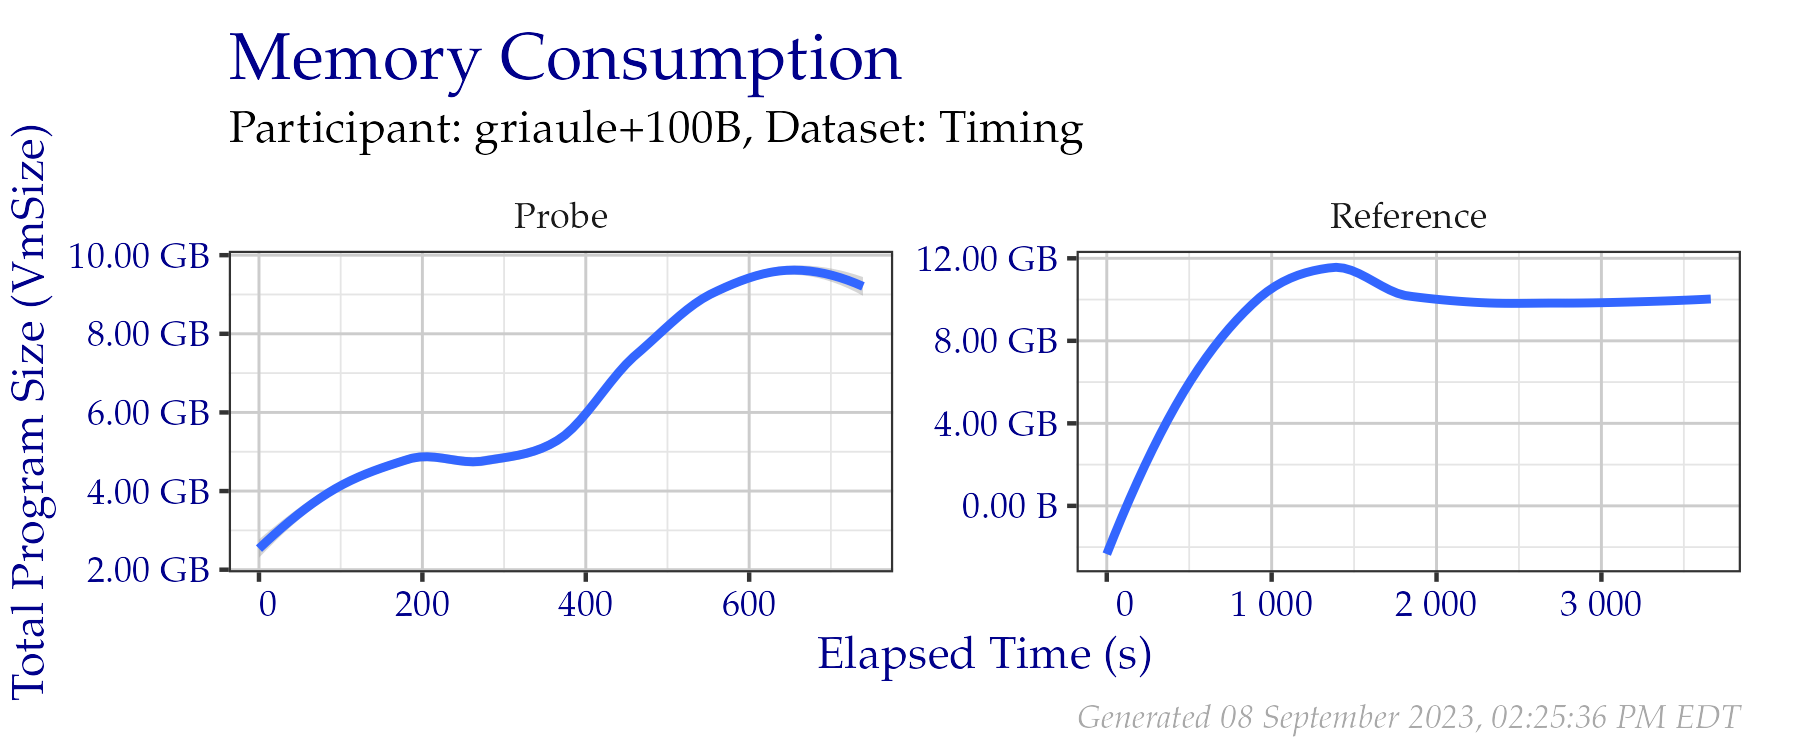 Memory Consumption
Participant: griaule+100B, Dataset: Timing
Total Program Size (VmSize)
Probe
10.00 GB
8.00 GB
6.00 GB
4.00 GB
2.00 GB
0 200 400 600
Reference
12.00 GB
8.00 GB
4.00 GB
0.00 B
0 1 000 2 000 3 000
Elapsed Time (s)
Generated 08 September 2023, 02:25:36 PM EDT